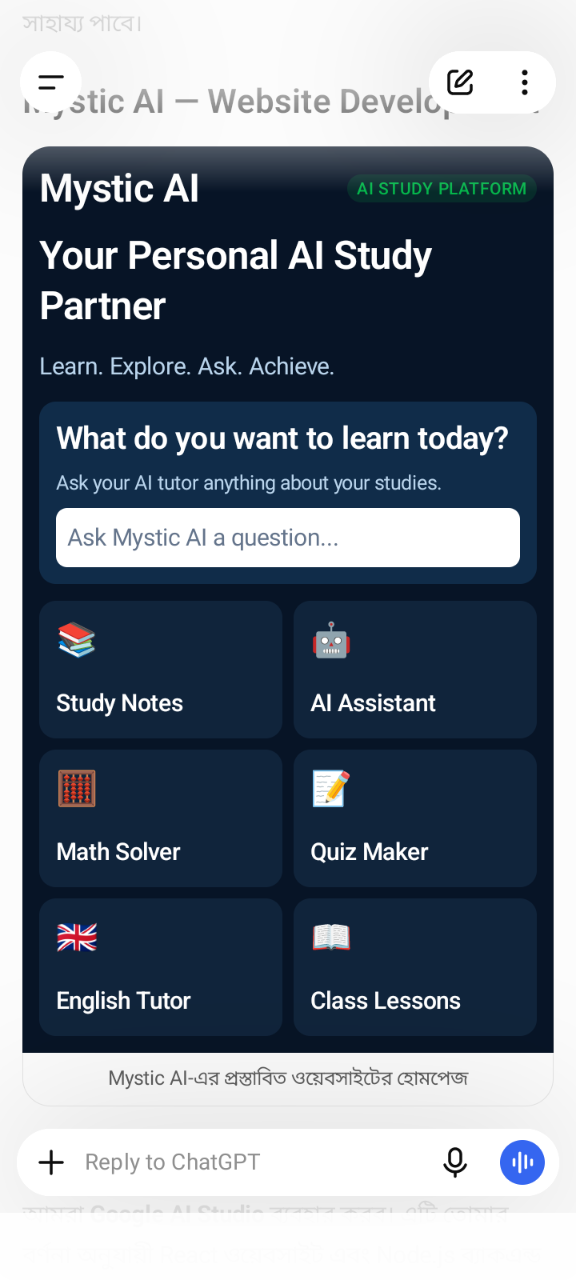 সাহায্য পাবে।
Mystic AI — Website
Mystic AI
AI STUDY PLATFORM
Your Personal AI Study
Partner
Learn. Explore. Ask. Achieve.
What do you want to learn today?
Ask your AI tutor anything about your studies.
Ask Mystic AI a question...
Study Notes
AI Assistant
Math Solver
Quiz Maker
English Tutor
Class Lessons
Mystic AI-এর প্রস্তাবিত ওয়েবসাইটের হোমপেজ
Reply to ChatGPT
আমরা Google AI Studio ব্যবহার করব। এটি তোমার